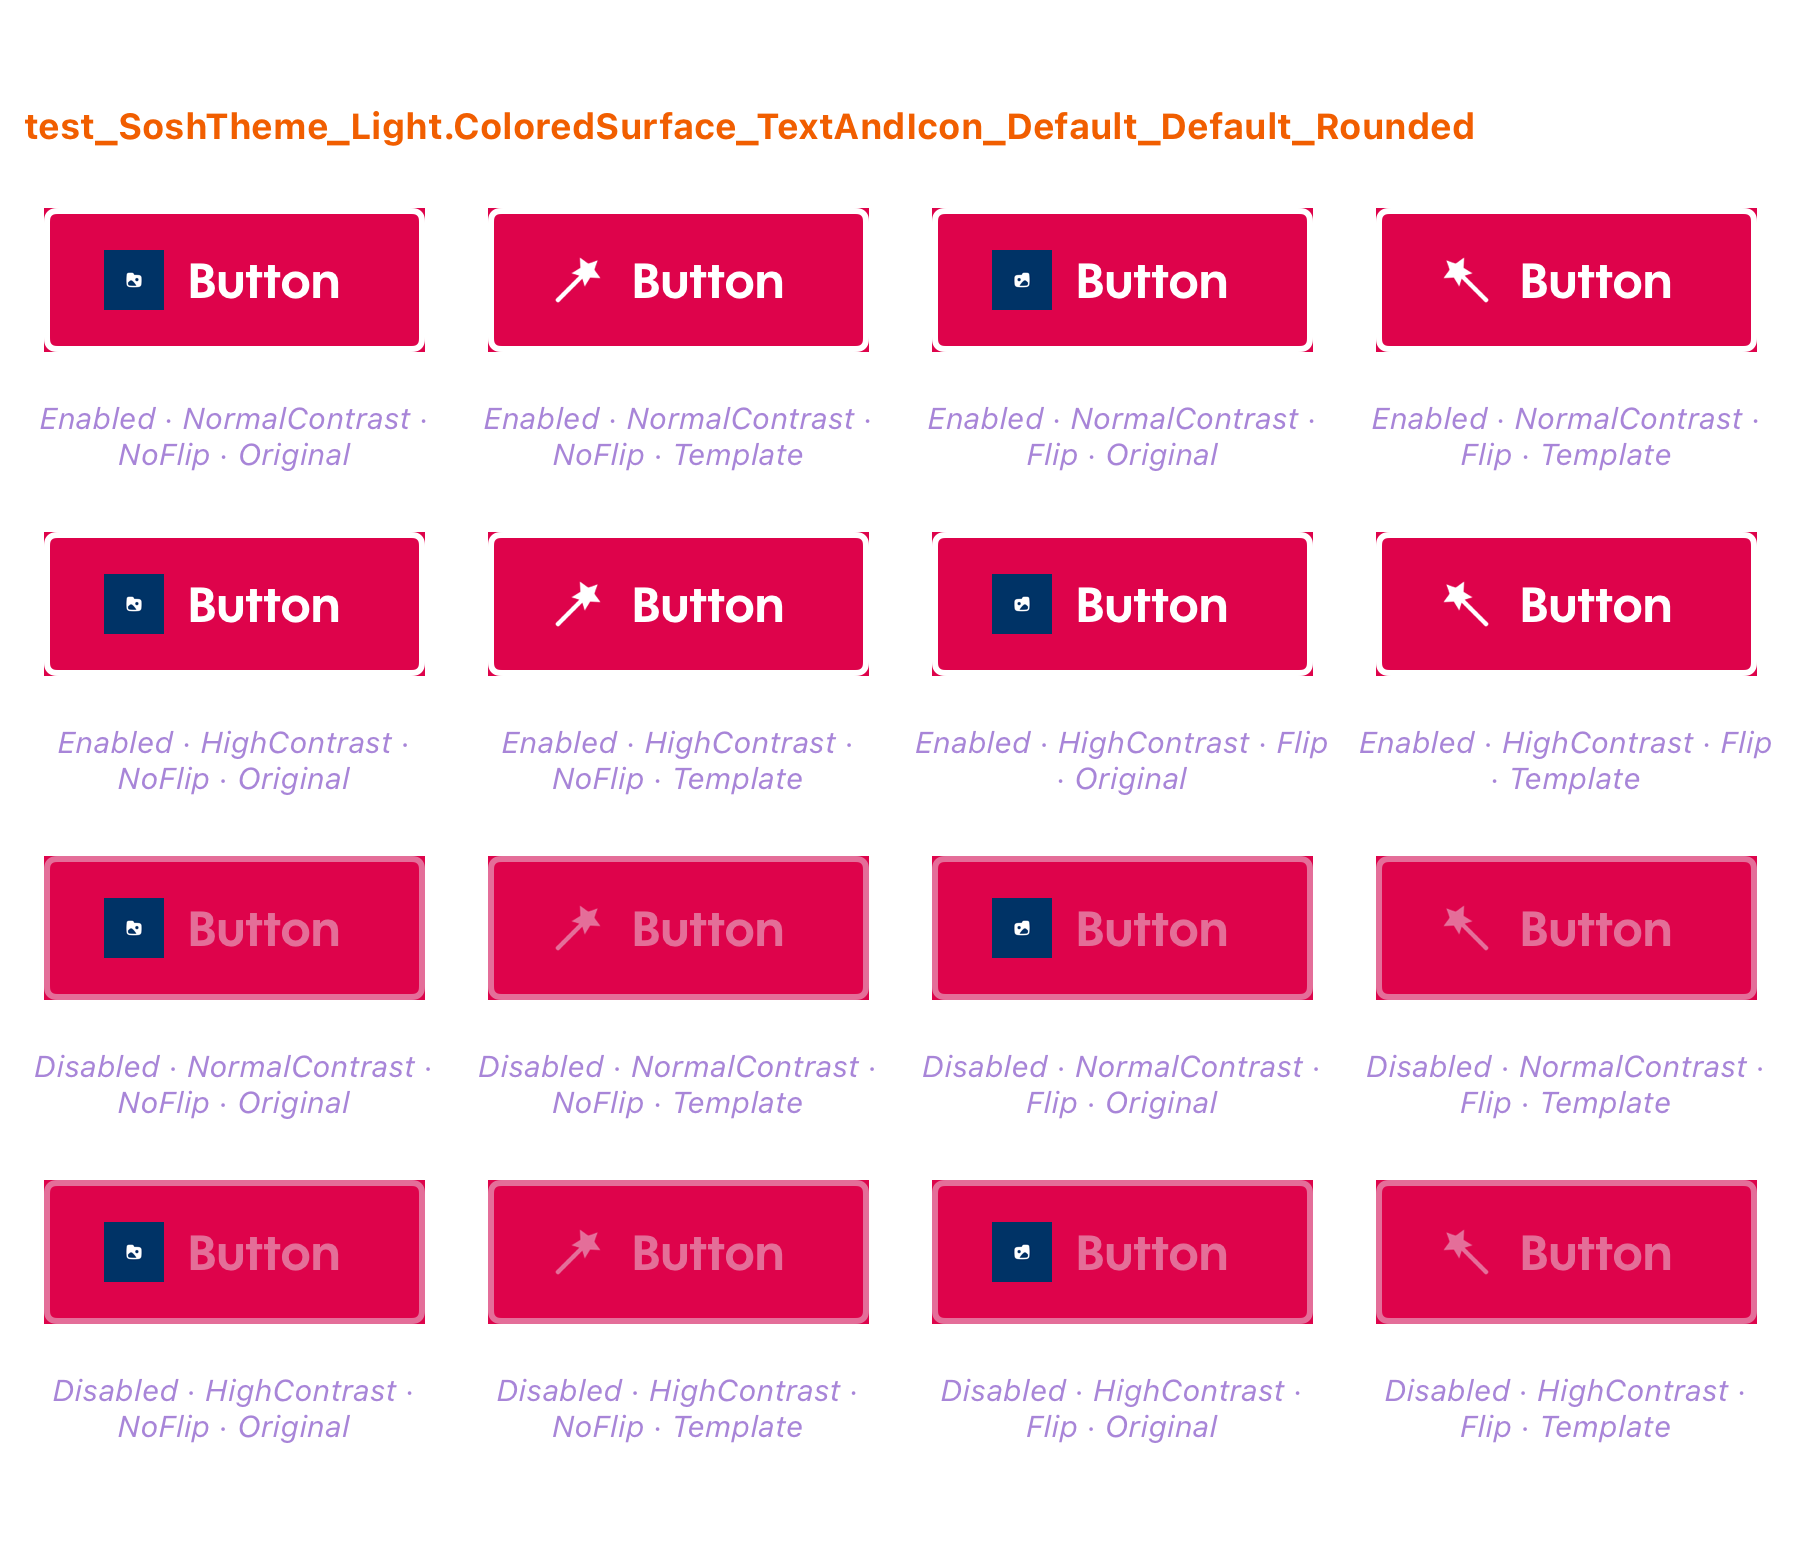 test_SoshTheme_Light.ColoredSurface_TextAndIcon_Default_Default_Rounded
Button Button Button Button
Enabled · NormalContrast · Enabled · NormalContrast · Enabled · NormalContrast · Enabled · NormalContrast ·
NoFlip · Original NoFlip · Template Flip · Original Flip · Template
Button Button Button Button
Enabled · HighContrast · Enabled · HighContrast · Enabled · HighContrast · Flip Enabled · HighContrast · Flip
NoFlip · Original NoFlip · Template · Original · Template
Button Button Button Button
Disabled · NormalContrast · Disabled · NormalContrast · Disabled · NormalContrast · Disabled · NormalContrast ·
NoFlip · Original NoFlip · Template Flip · Original Flip · Template
Button Button Button Button
Disabled · HighContrast · Disabled · HighContrast · Disabled · HighContrast · Disabled · HighContrast ·
NoFlip · Original NoFlip · Template Flip · Original Flip · Template